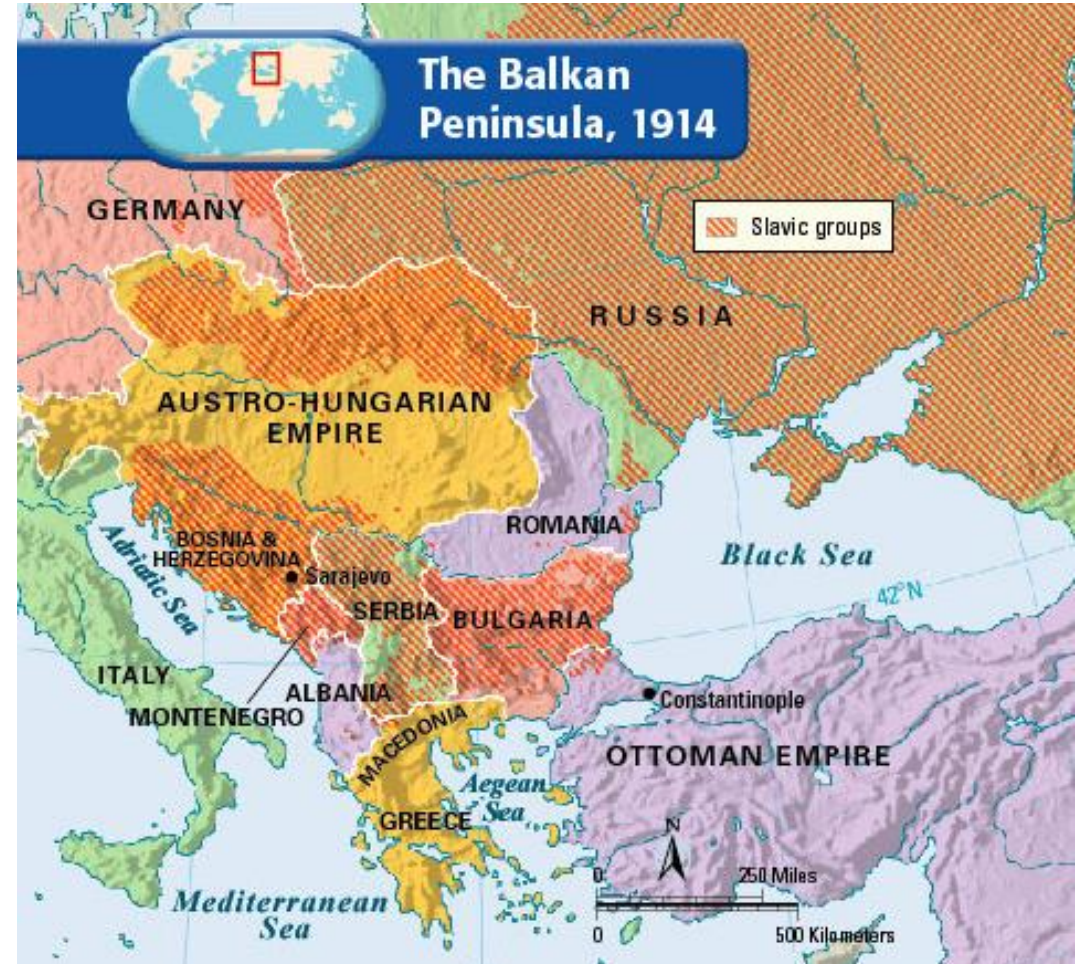 The Balkan
Peninsula, 1914
GERMANY
Slavic groups
RUSSIA
AUSTRO-HUNGARIAN
EMPIRE
ROMANIA
BOSNIA &
HERZEGOVINA
Adriatic Sea
Sarajevo
Black Sea
42°N
SERBIA
BULGARIA
ITALY
ALBANIA
MONTENEGRO
Constantinople
MACEDONIA
OTTOMAN EMPIRE
Aegean
Sea
GREECE
N
0
250 Miles
Mediterranean
Sea
0
500 Kilometers